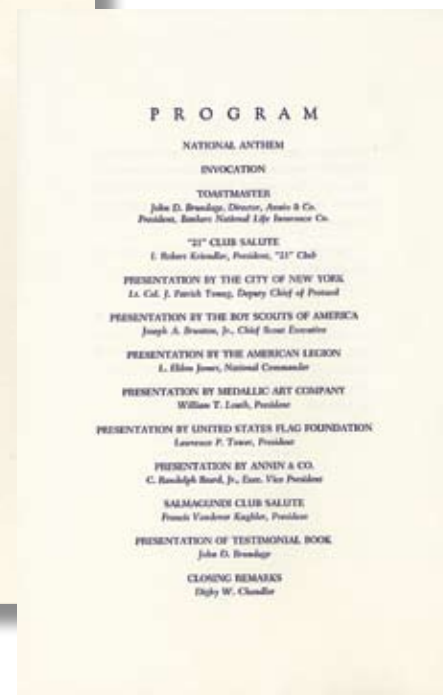 PROGRAM
NATIONAL ANTHEM
INVOCATION
TOASTMASTER
John D. Brundage, Director, Annin & Co.
President, Bankers National Life Insurance Co.
"21" CLUB SALUTE
I. Robert Kriendler, President, "21" Club
PRESENTATION BY THE CITY OF NEW YORK
Lt. Col. J. Patrick Toomey, Deputy Chief of Protocol
PRESENTATION BY THE BOY SCOUTS OF AMERICA
Joseph A. Brunton, Jr., Chief Scout Executive
PRESENTATION BY THE AMERICAN LEGION
L. Eldon James, National Commander
PRESENTATION BY MEDALLIC ART COMPANY
William T. Louth, President
PRESENTATION BY UNITED STATES FLAG FOUNDATION
Lawrence P. Tower, President
PRESENTATION BY ANNIN & CO.
C. Randolph Beard, Jr., Exec. Vice President
SALMAGUNDI CLUB SALUTE
Francis Vandeveer Kughler, President
PRESENTATION OF TESTIMONIAL BOOK
John D. Brundage
CLOSING REMARKS
Digby W. Chandler